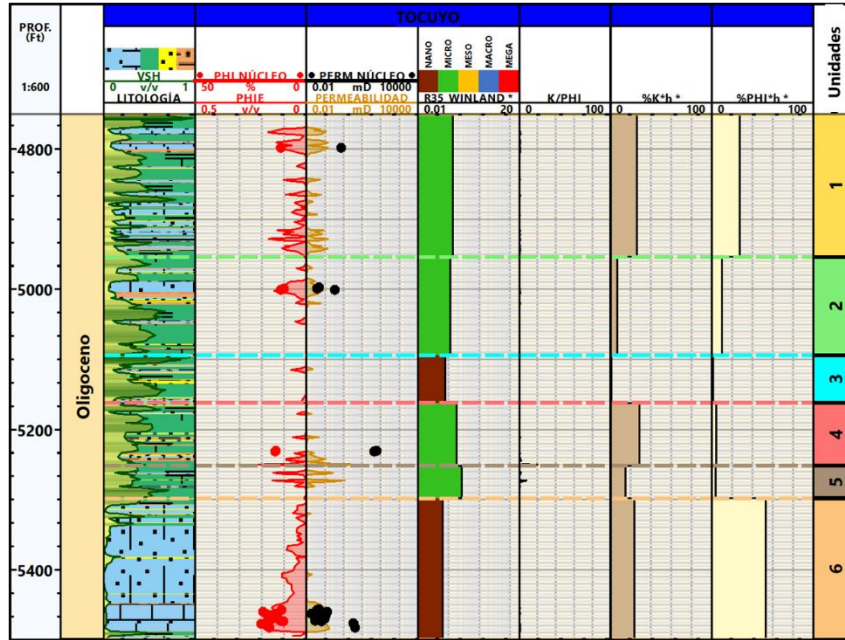 TOCUYO
PROF.
(Ft)
1:600
VSH
0 v/v 1
LITOLOGÍA
PHI NÚCLEO
50 % 0
PHIE
0.5 v/v 0
PERM NÚCLEO
0.01 mD 10000
PERMEABILIDAD
0.01 mD 10000
NANO
MICRO
MESO
MACRO
MEGA
R35 WINLAND *
0.01 20
K/PHI
0 100
%K*h *
0 100
%PHI*h *
0 100
Unidades
Oligoceno
4800
5000
5200
5400
1
2
3
4
5
6